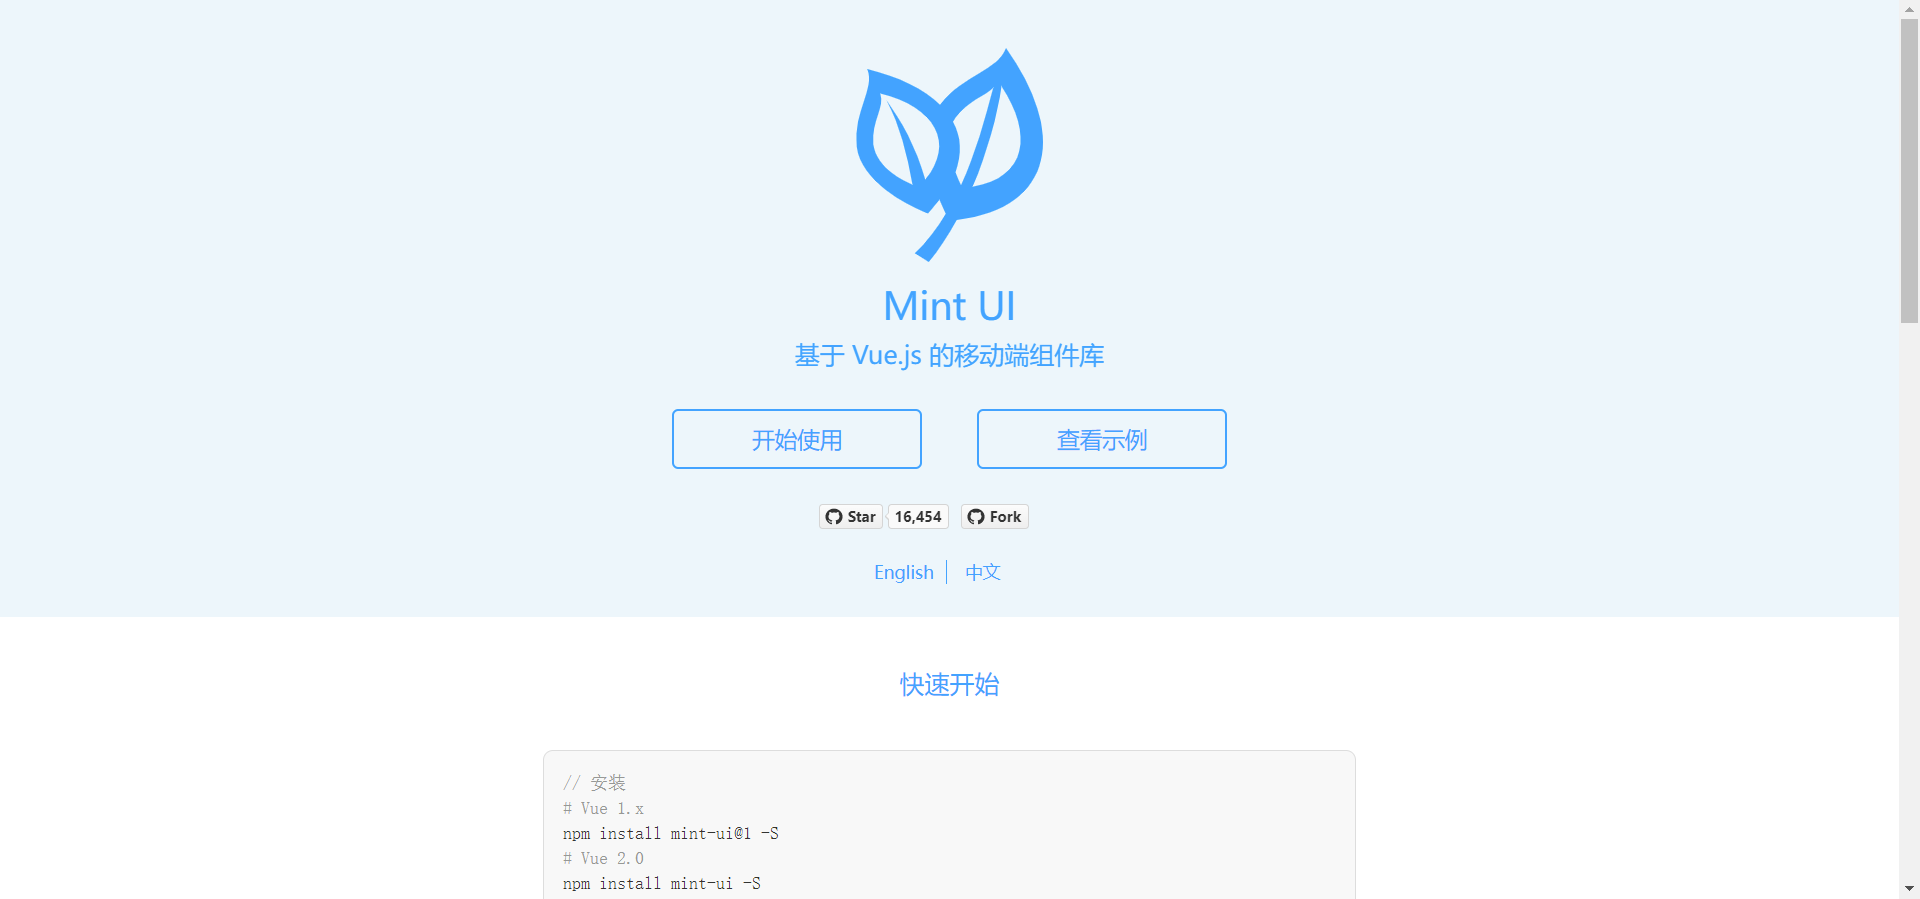 Mint UI
基于 Vue.js 的移动端组件库
开始使用 查看示例
Star 16,454 Fork
English 中文
快速开始
// 安装
# Vue 1.x
npm install mint-ui@1 -S
# Vue 2.0
npm install mint-ui -S